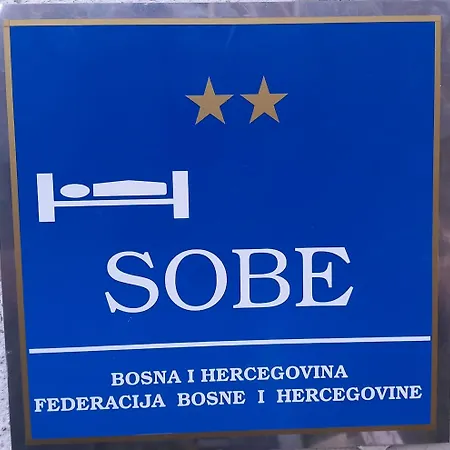 SOBE
BOSNA I HERCEGOVINA
FEDERACIJA BOSNE I HERCEGOVINE